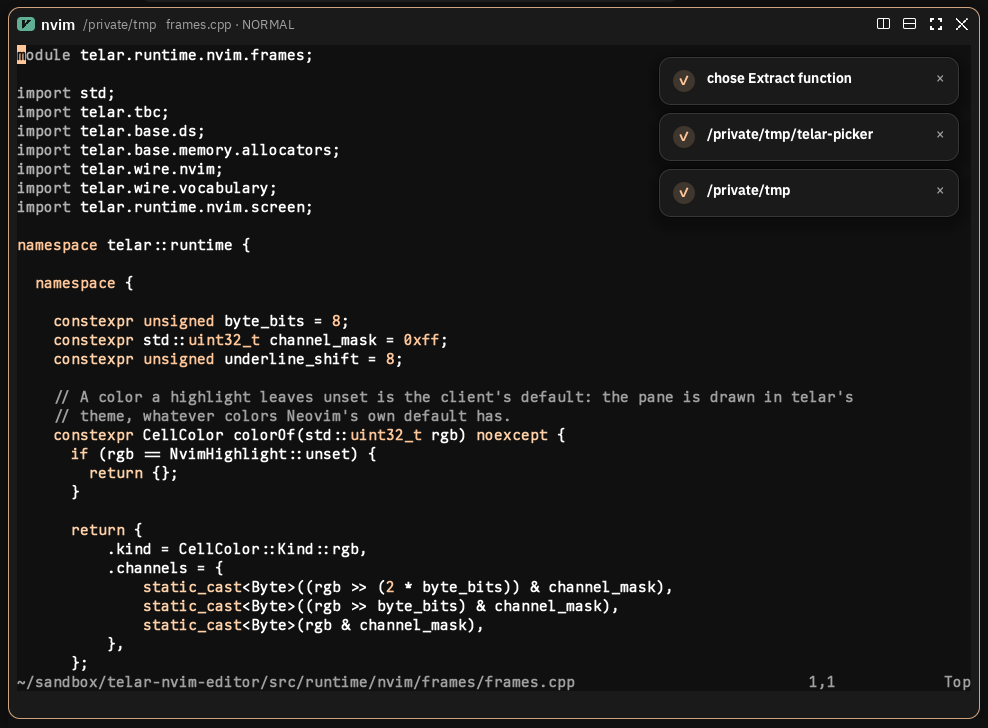 nvim /private/tmp frames.cpp · NORMAL
module telar.runtime.nvim.frames;
chose Extract function ×
import std;
import telar.tbc;
/private/tmp/telar-picker ×
import telar.base.ds;
import telar.base.memory.allocators;
import telar.wire.nvim;
/private/tmp ×
import telar.wire.vocabulary;
import telar.runtime.nvim.screen;
namespace telar::runtime {
namespace {
constexpr unsigned byte_bits = 8;
constexpr std::uint32_t channel_mask = 0xff;
constexpr unsigned underline_shift = 8;
// A color a highlight leaves unset is the client's default: the pane is drawn in telar's
// theme, whatever colors Neovim's own default has.
constexpr CellColor colorOf(std::uint32_t rgb) noexcept {
if (rgb == NvimHighlight::unset) {
return {};
}
return {
.kind = CellColor::Kind::rgb,
.channels = {
static_cast<Byte>((rgb >> (2 * byte_bits)) & channel_mask),
static_cast<Byte>((rgb >> byte_bits) & channel_mask),
static_cast<Byte>(rgb & channel_mask),
},
};
~/sandbox/telar-nvim-editor/src/runtime/nvim/frames/frames.cpp 1,1 Top